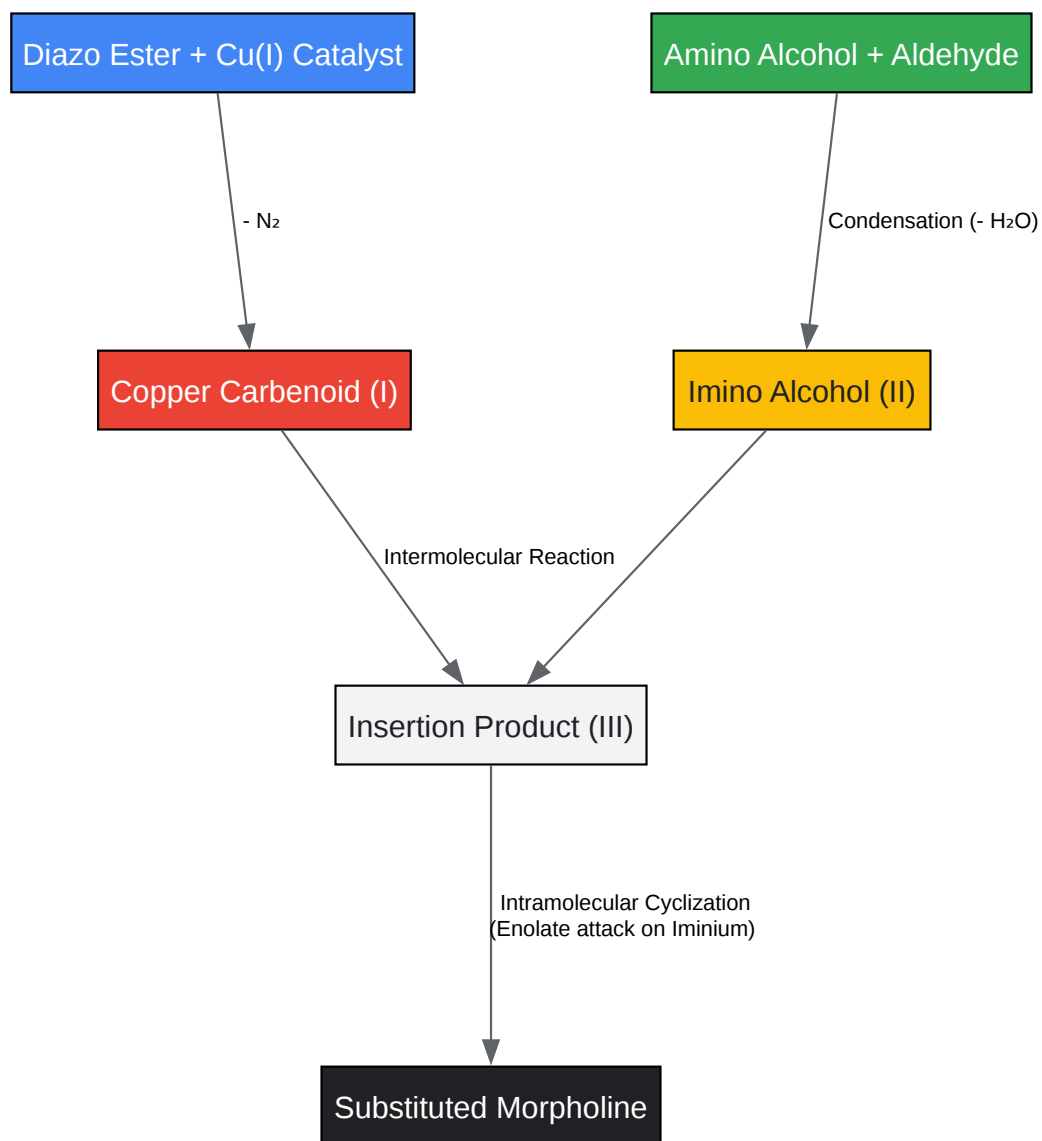 Diazo Ester + Cu(I) Catalyst
Amino Alcohol + Aldehyde
- N₂
Condensation (- H₂O)
Copper Carbenoid (I)
Imino Alcohol (II)
Intermolecular Reaction
Insertion Product (III)
Intramolecular Cyclization
(Enolate attack on Iminium)
Substituted Morpholine